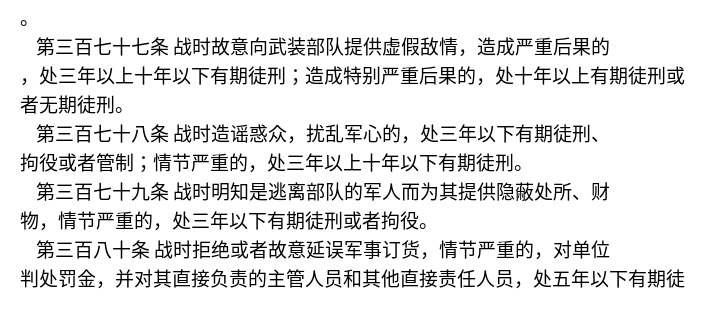 。
第三百七十七条 战时故意向武装部队提供虚假敌情，造成严重后果的
，处三年以上十年以下有期徒刑；造成特别严重后果的，处十年以上有期徒刑或
者无期徒刑。
第三百七十八条 战时造谣惑众，扰乱军心的，处三年以下有期徒刑、
拘役或者管制；情节严重的，处三年以上十年以下有期徒刑。
第三百七十九条 战时明知是逃离部队的军人而为其提供隐蔽处所、财
物，情节严重的，处三年以下有期徒刑或者拘役。
第三百八十条 战时拒绝或者故意延误军事订货，情节严重的，对单位
判处罚金，并对其直接负责的主管人员和其他直接责任人员，处五年以下有期徒